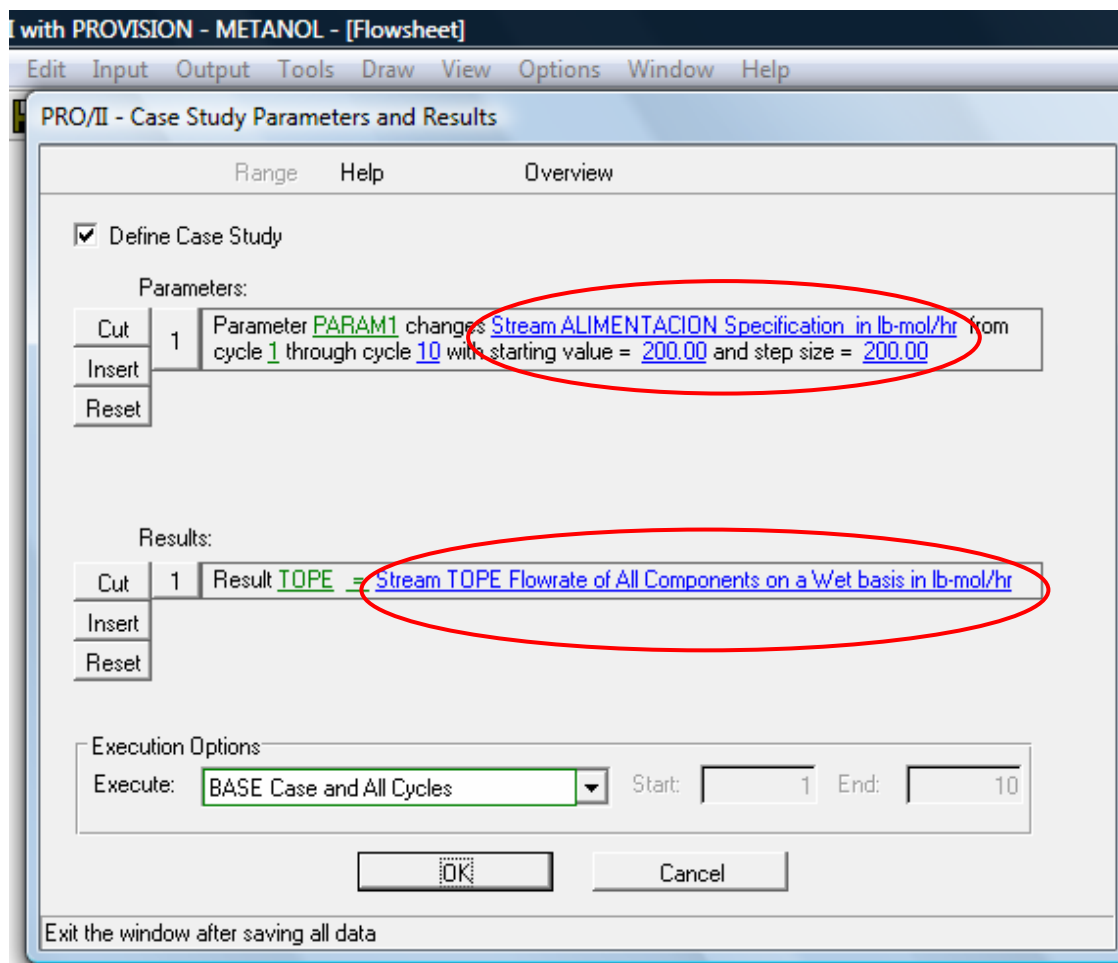 I with PROVISION - METANOL - [Flowsheet]
Edit Input Output Tools Draw View Options Window Help
PRO/II - Case Study Parameters and Results
Range Help Overview
Define Case Study
Parameters:
Cut
Insert
Reset
1
Parameter PARAM1 changes Stream ALIMENTACION Specification in lb-mol/hr from
cycle 1 through cycle 10 with starting value = 200.00 and step size = 200.00
Results:
Cut
Insert
Reset
1
Result TOPE = Stream TOPE Flowrate of All Components on a Wet basis in lb-mol/hr
Execution Options
Execute: BASE Case and All Cycles Start: 1 End: 10
OK Cancel
Exit the window after saving all data